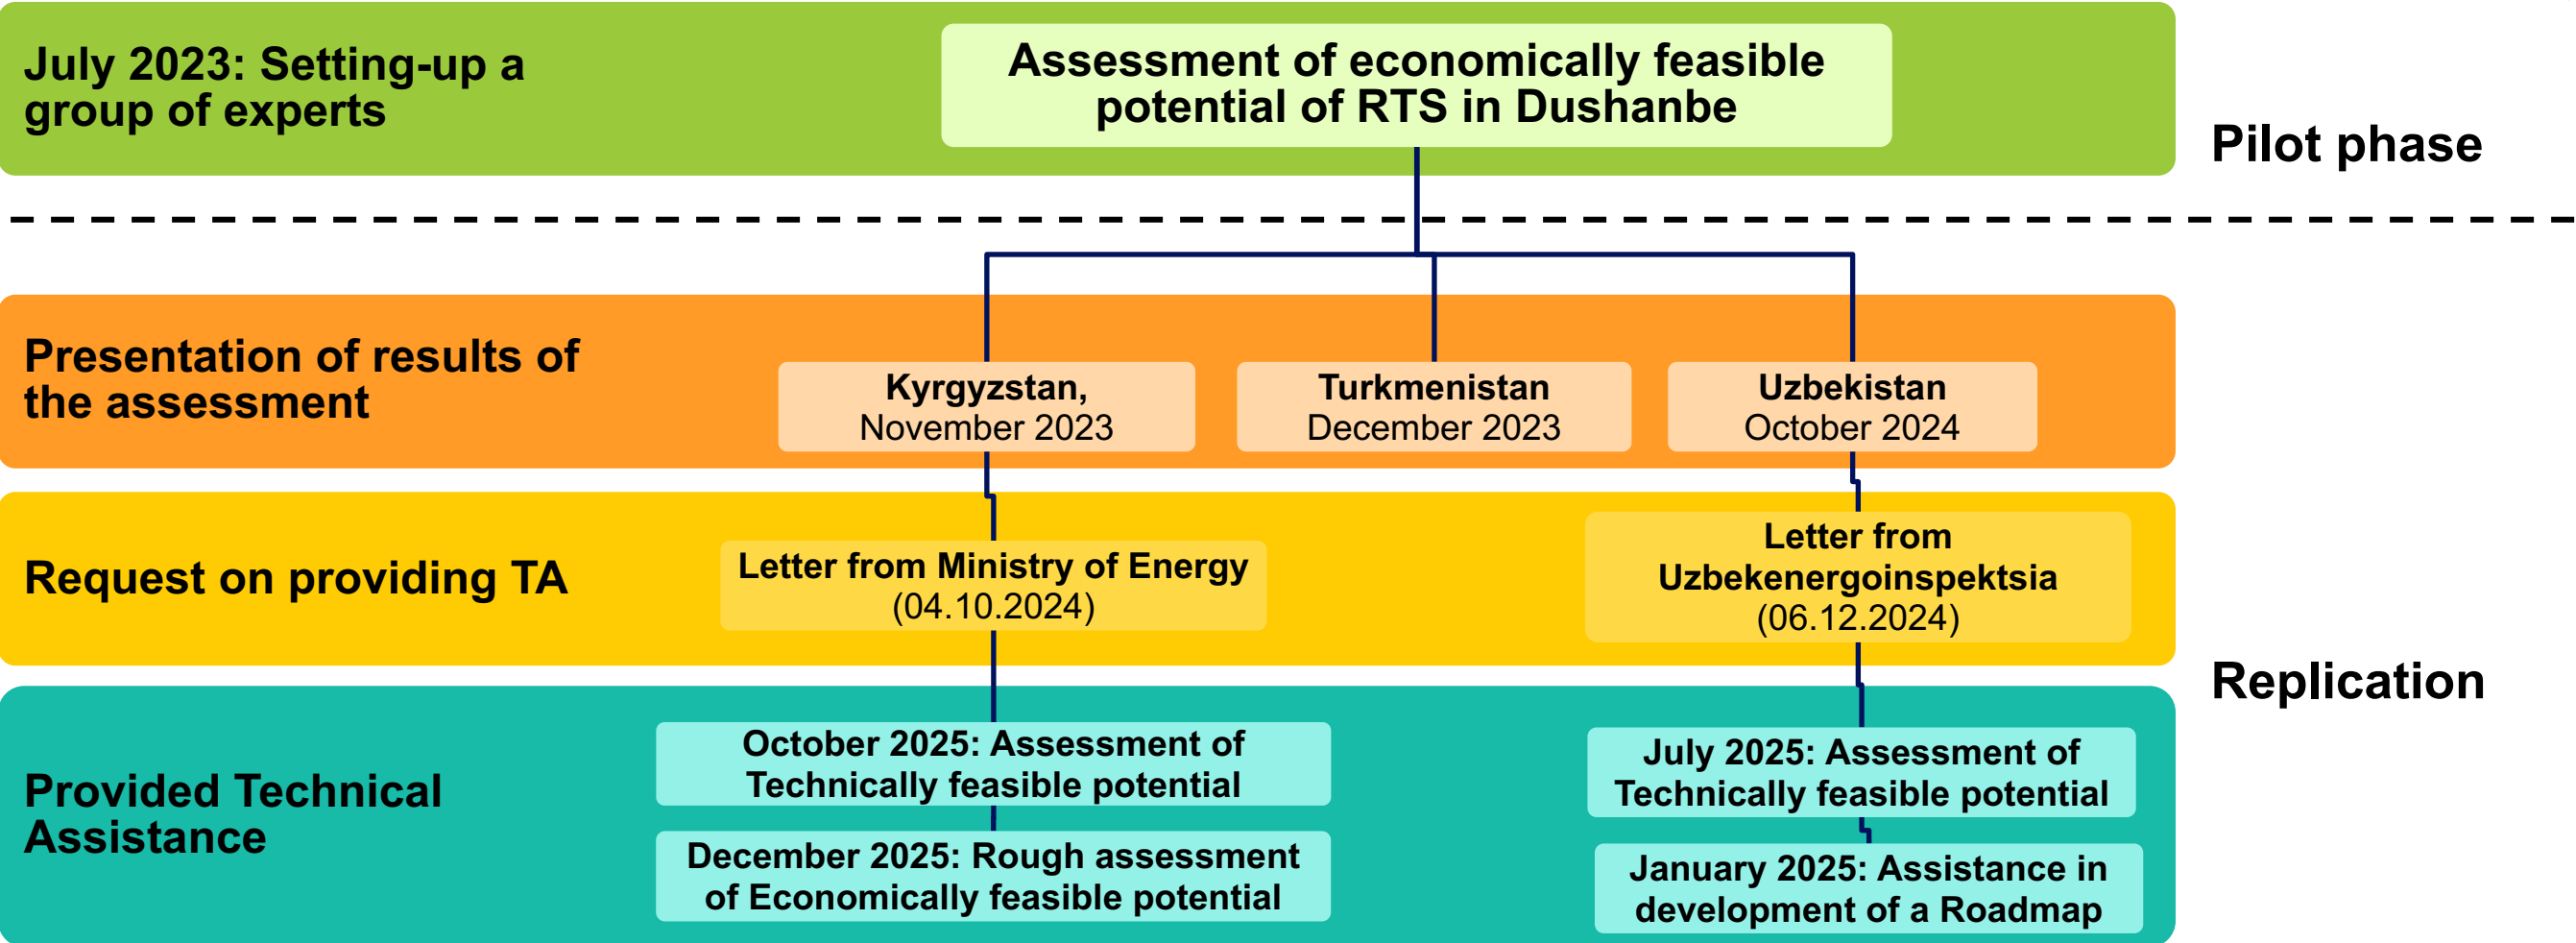 July 2023: Setting-up a
group of experts
Assessment of economically feasible
potential of RTS in Dushanbe
Pilot phase
Presentation of results of
the assessment
Kyrgyzstan,
November 2023
Turkmenistan
December 2023
Uzbekistan
October 2024
Request on providing TA
Letter from Ministry of Energy
(04.10.2024)
Letter from
Uzbekenergoinspektsia
(06.12.2024)
Replication
Provided Technical
Assistance
October 2025: Assessment of
Technically feasible potential
December 2025: Rough assessment
of Economically feasible potential
July 2025: Assessment of
Technically feasible potential
January 2025: Assistance in
development of a Roadmap